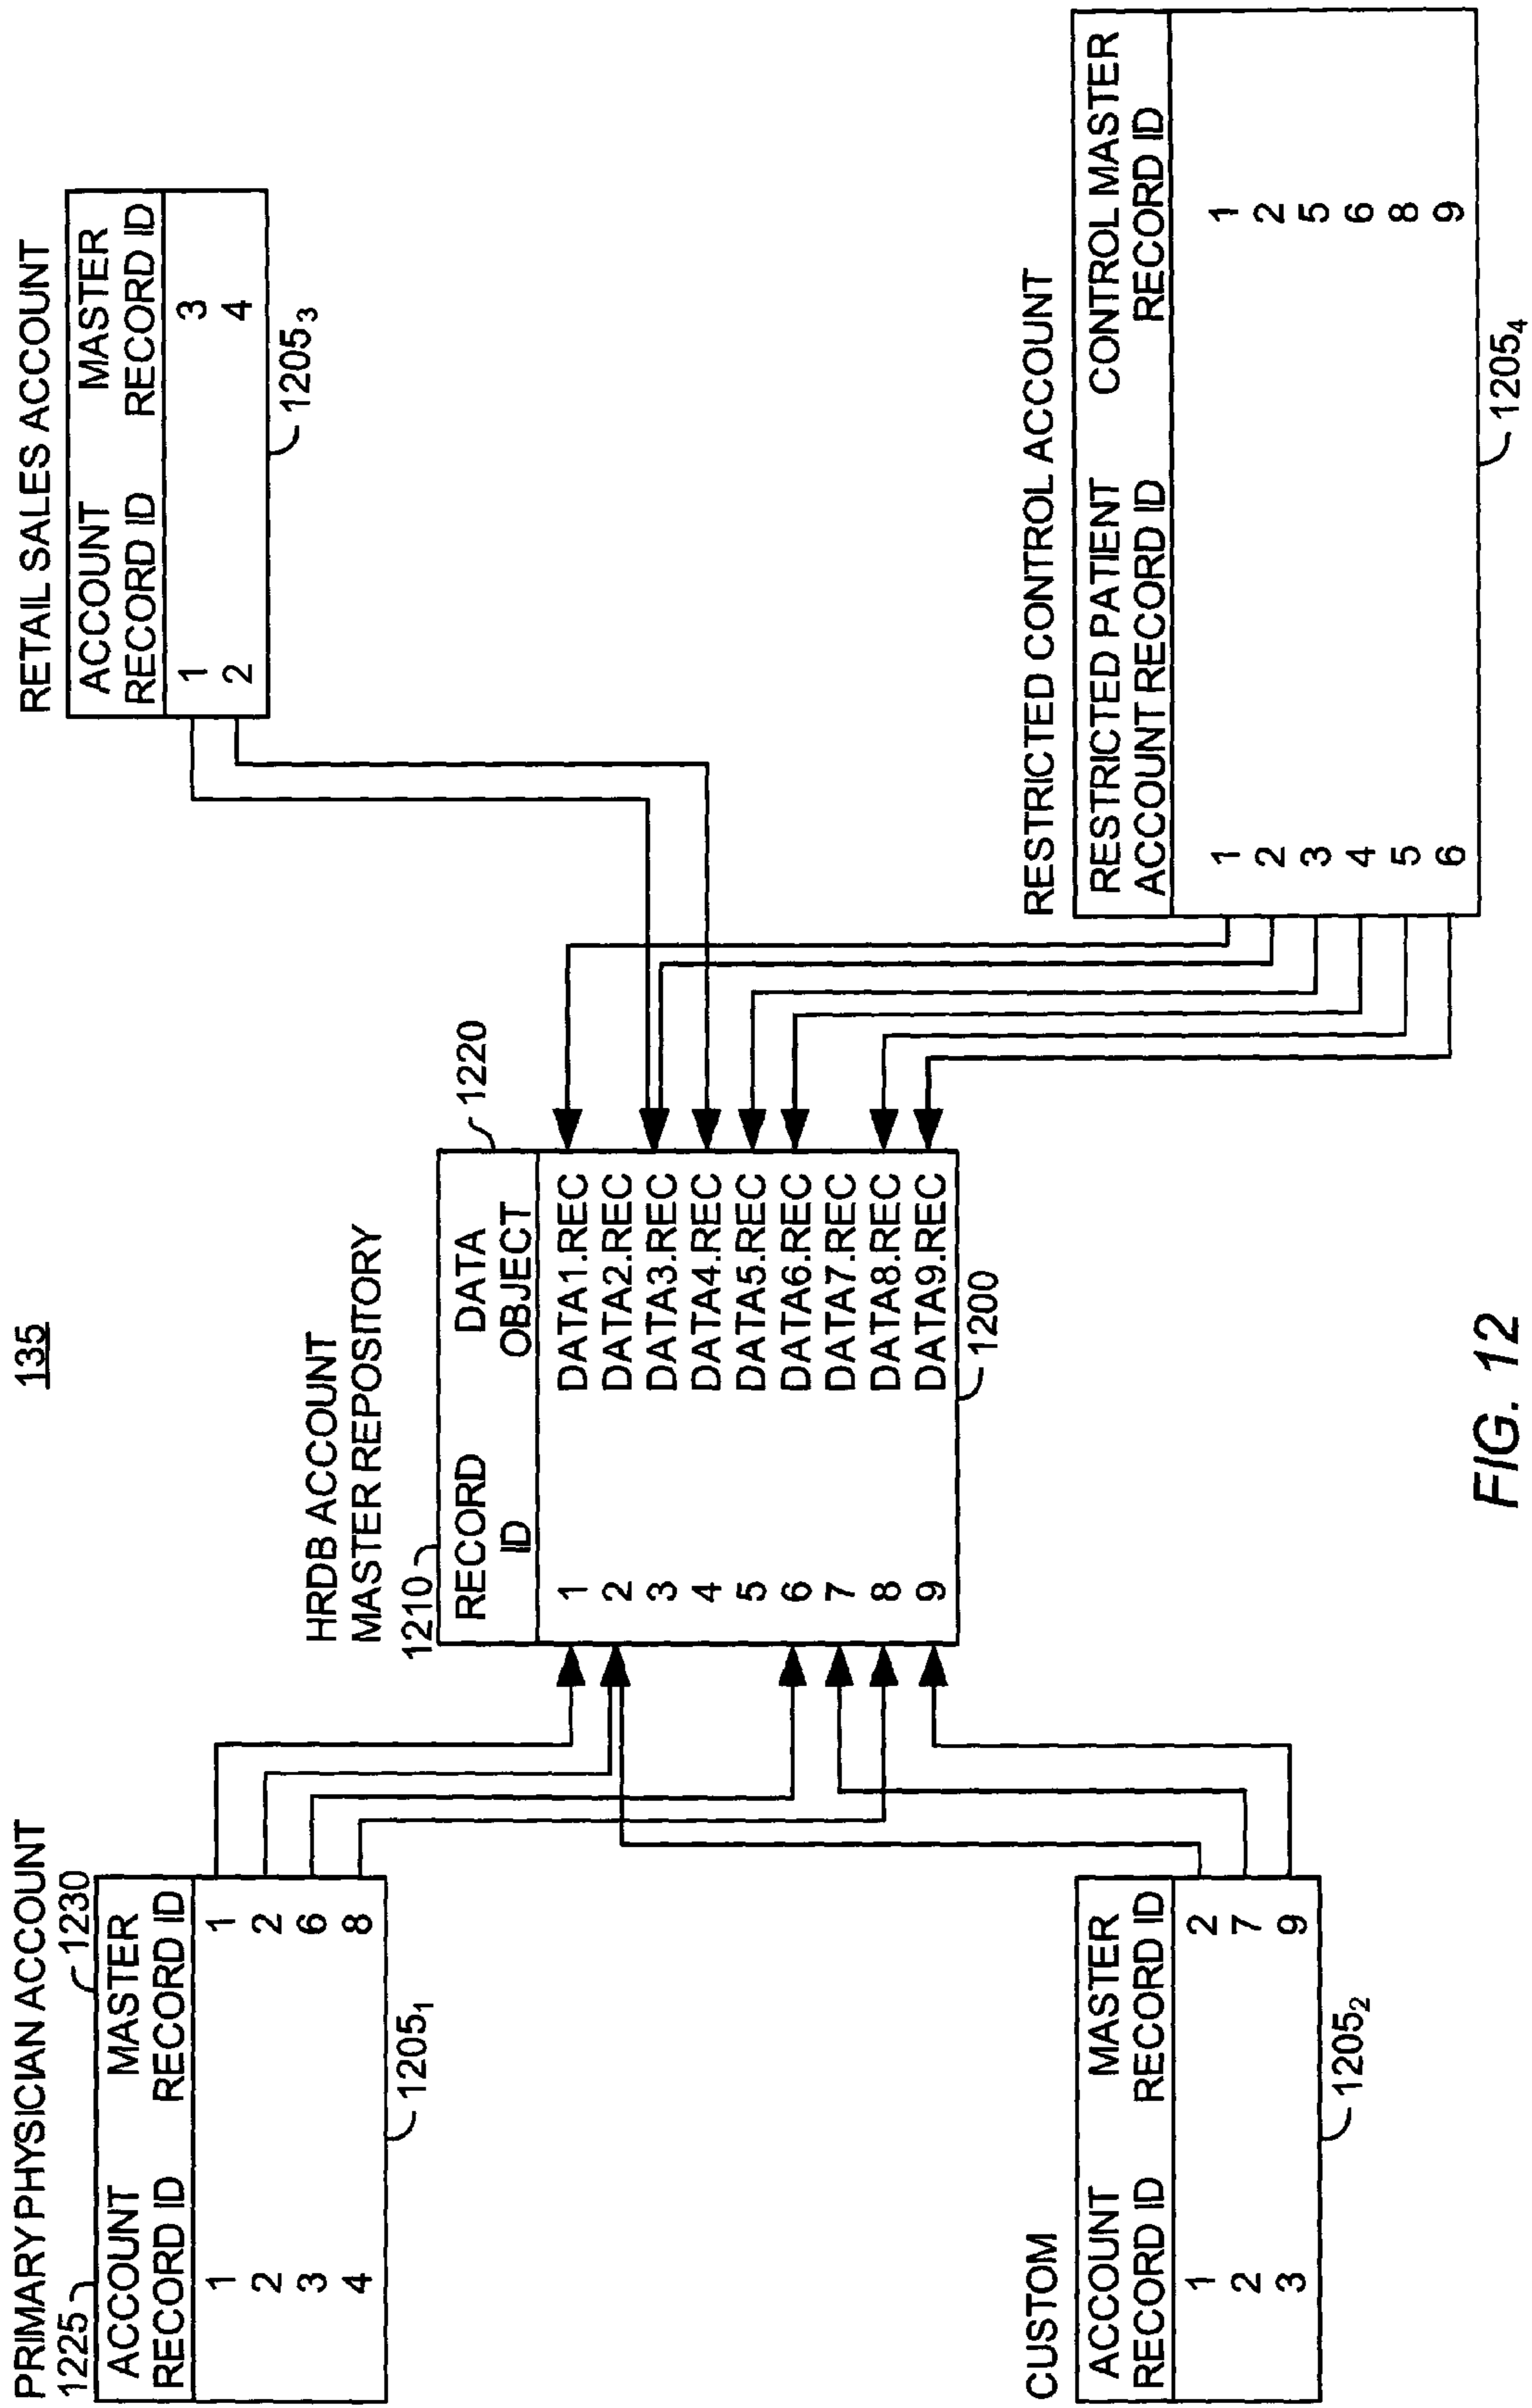 135
PRIMARY PHYSICIAN ACCOUNT
1225
1230
ACCOUNT MASTER
RECORD ID RECORD ID
1 1
2 2
3 6
4 8
1205₁
CUSTOM
ACCOUNT MASTER
RECORD ID RECORD ID
1 2
2 7
3 9
1205₂
HRDB ACCOUNT
MASTER REPOSITORY
1210
1220
RECORD DATA
ID OBJECT
1 DATA1.REC
2 DATA2.REC
3 DATA3.REC
4 DATA4.REC
5 DATA5.REC
6 DATA6.REC
7 DATA7.REC
8 DATA8.REC
9 DATA9.REC
1200
RETAIL SALES ACCOUNT
ACCOUNT MASTER
RECORD ID RECORD ID
1 3
2 4
1205₃
RESTRICTED CONTROL ACCOUNT
RESTRICTED PATIENT CONTROL MASTER
ACCOUNT RECORD ID RECORD ID
1 1
2 2
3 5
4 6
5 8
6 9
1205₄
FIG. 12